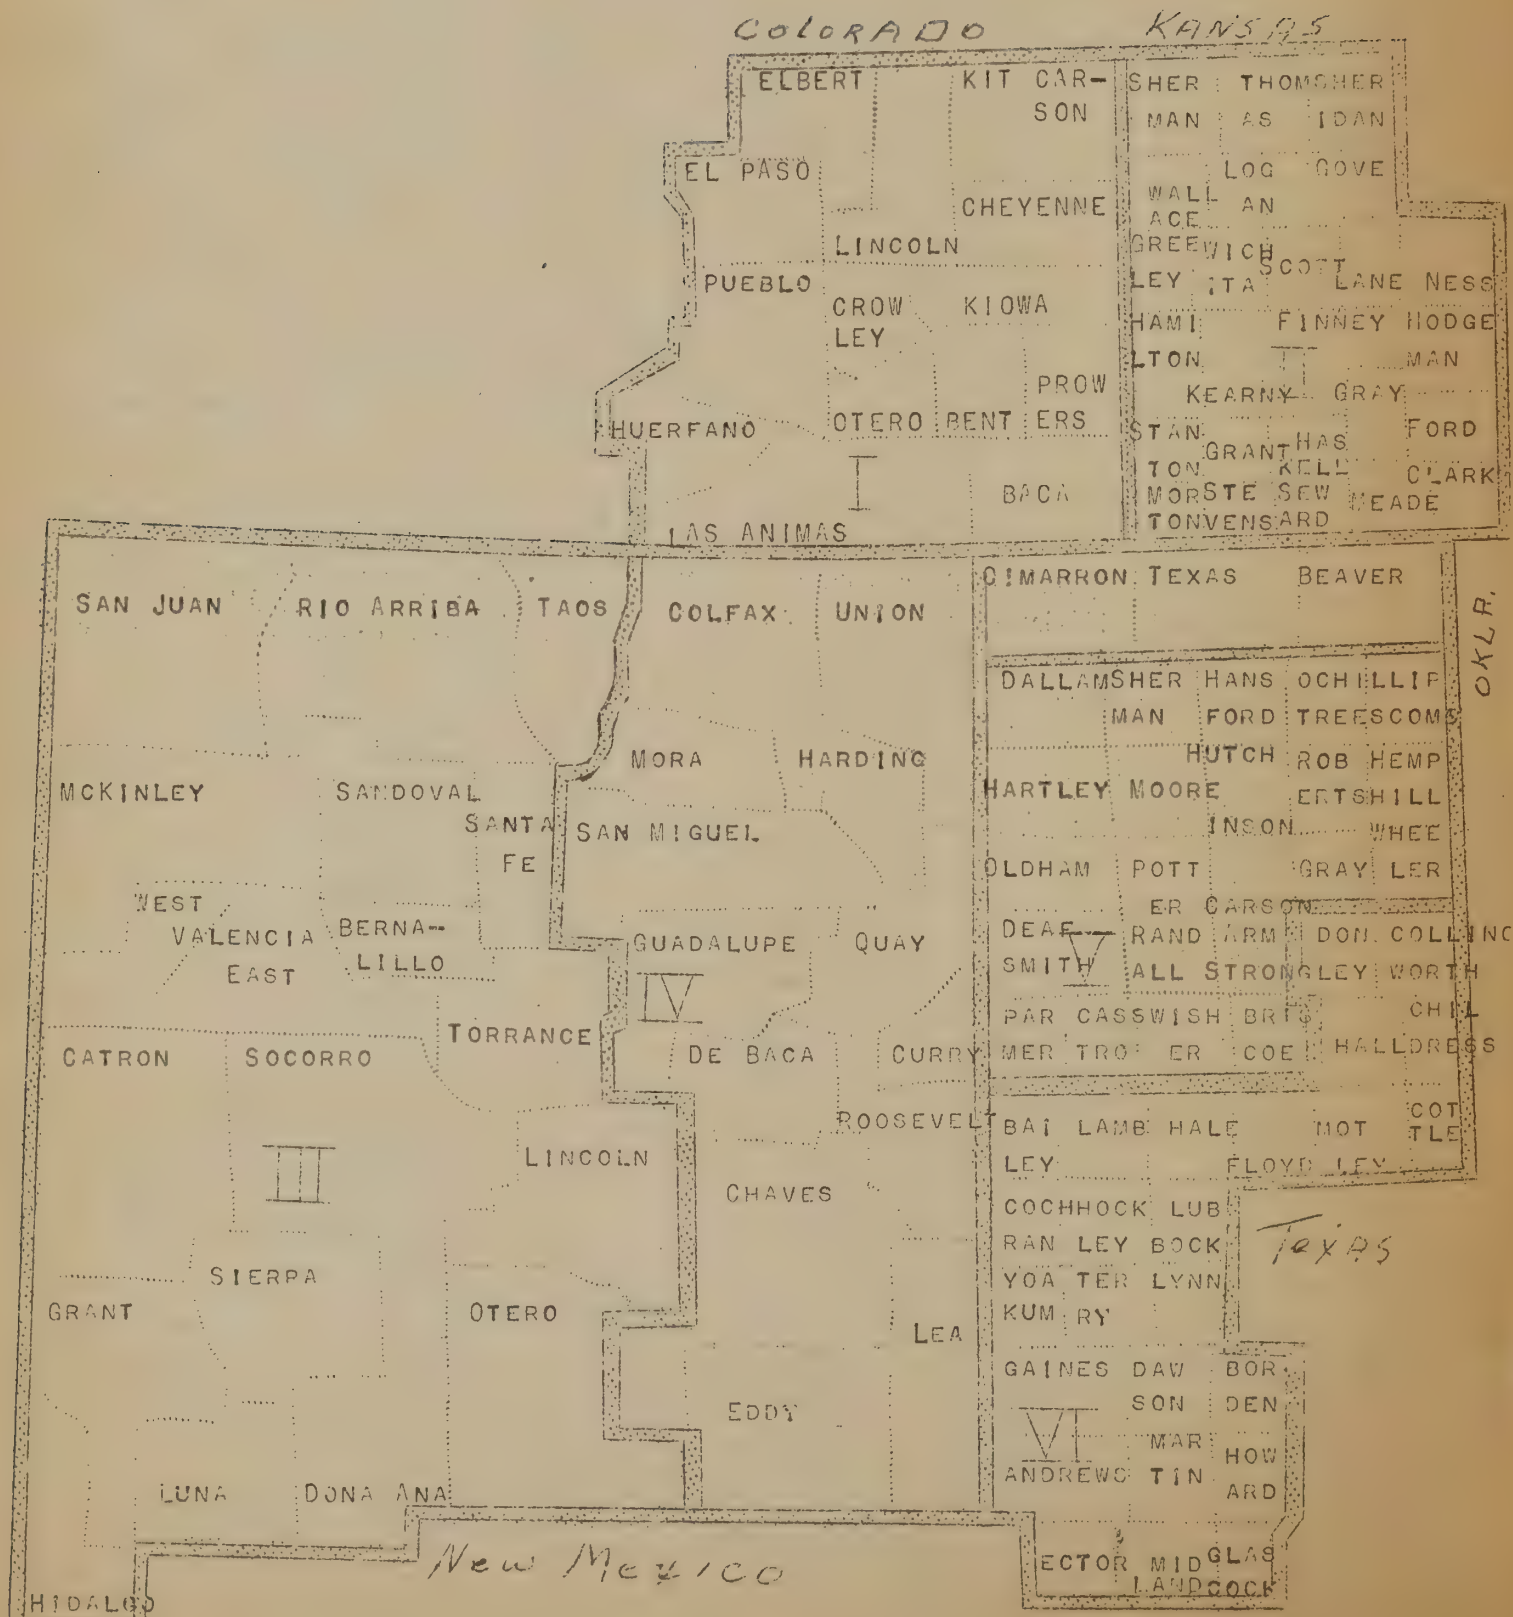 COLORADO KANSAS
ELBERT KIT CAR- SHER THOM SHER
SON MAN AS IDAN
EL PASO LOG GOVE
CHEYENNE WALL AN
ACE
LINCOLN GREE WICH
SCOTT
PUEBLO LEY ITA LANE NESS
CROW KIOWA HAMI FINNEY HODGE
LEY
LTON II MAN
PROW KEARNY GRAY
HUERFANO OTERO BENT ERS STAN HAS FORD
GRANT
I TON KELL CLARK
BACA MOR STE SEW MEADE
LAS ANIMAS TON VENS ARD
CIMARRON TEXAS BEAVER
SAN JUAN RIO ARRIBA TAOS COLFAX UNION
OKLA.
DALLAM SHER HANS OCHIL LIP
MAN FORD TREES COMS
MORA HARDING HUTCH ROB HEMP
MCKINLEY SANDOVAL HARTLEY MOORE ERTS HILL
SANTA SAN MIGUEL INSON WHEE
FE OLDHAM POTT GRAY LER
WEST ER CARSON
VALENCIA BERNA-- GUADALUPE QUAY DEAF RAND ARM DON COLLING
EAST LILLO SMITH V ALL STRONG LEY WORTH
IV
PAR CAS SWISH BRIS CHIL
TORRANCE
CATRON SOCORRO DE BACA CURRY MER TRO ER COE HALL DRESS
ROOSEVELT BAI LAMB HALE MOT COT
TLE
LINCOLN LEY FLOYD LEY
III
CHAVES COCH HOCK LUB
RAN LEY BOCK Texas
SIERRA YOA TER LYNN
GRANT OTERO KUM RY
LEA
GAINES DAW BOR
EDDY SON DEN
VI MAR HOW
ANDREWS TIN
LUNA DONA ANA ARD
New Mexico
ECTOR MID GLAS
LAND COCK
HIDALGO